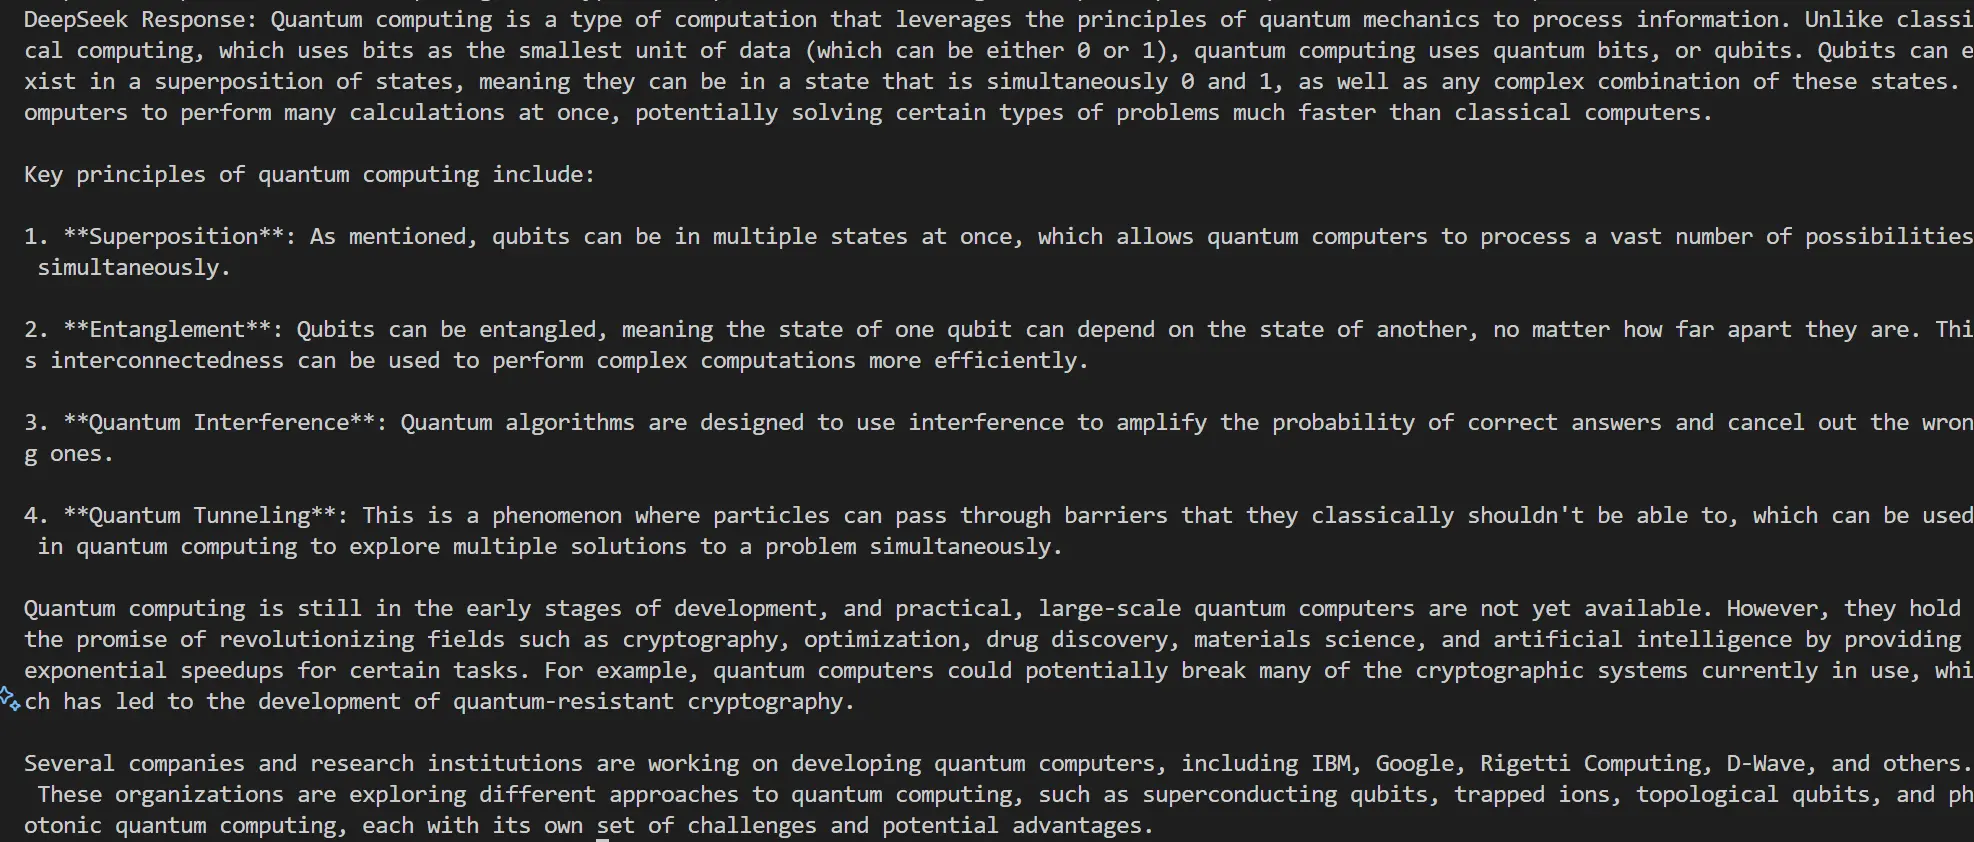 DeepSeek Response: Quantum computing is a type of computation that leverages the principles of quantum mechanics to process information. Unlike classi
cal computing, which uses bits as the smallest unit of data (which can be either 0 or 1), quantum computing uses quantum bits, or qubits. Qubits can e
xist in a superposition of states, meaning they can be in a state that is simultaneously 0 and 1, as well as any complex combination of these states.
omputers to perform many calculations at once, potentially solving certain types of problems much faster than classical computers.
Key principles of quantum computing include:
1. **Superposition**: As mentioned, qubits can be in multiple states at once, which allows quantum computers to process a vast number of possibilities
simultaneously.
2. **Entanglement**: Qubits can be entangled, meaning the state of one qubit can depend on the state of another, no matter how far apart they are. Thi
s interconnectedness can be used to perform complex computations more efficiently.
3. **Quantum Interference**: Quantum algorithms are designed to use interference to amplify the probability of correct answers and cancel out the wron
g ones.
4. **Quantum Tunneling**: This is a phenomenon where particles can pass through barriers that they classically shouldn't be able to, which can be used
in quantum computing to explore multiple solutions to a problem simultaneously.
Quantum computing is still in the early stages of development, and practical, large-scale quantum computers are not yet available. However, they hold
the promise of revolutionizing fields such as cryptography, optimization, drug discovery, materials science, and artificial intelligence by providing
exponential speedups for certain tasks. For example, quantum computers could potentially break many of the cryptographic systems currently in use, whi
ch has led to the development of quantum-resistant cryptography.
Several companies and research institutions are working on developing quantum computers, including IBM, Google, Rigetti Computing, D-Wave, and others.
These organizations are exploring different approaches to quantum computing, such as superconducting qubits, trapped ions, topological qubits, and ph
otonic quantum computing, each with its own set of challenges and potential advantages.